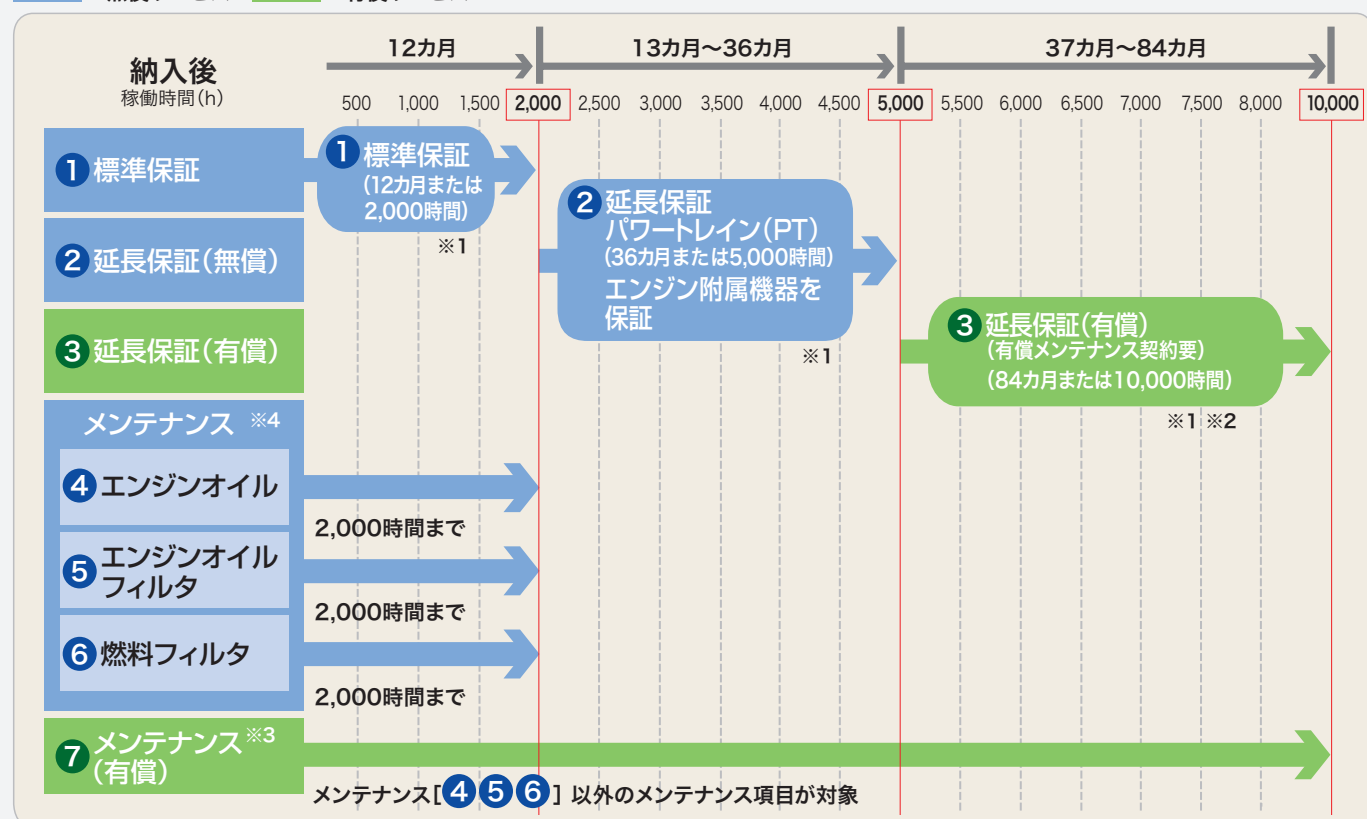 納入後
稼働時間(h)
12カ月
13カ月～36カ月
37カ月～84カ月
500 1,000 1,500 2,000 2,500 3,000 3,500 4,000 4,500 5,000 5,500 6,000 6,500 7,000 7,500 8,000 10,000
1 標準保証
1 標準保証
(12カ月または
2,000時間)
※1
2 延長保証(無償)
2 延長保証
パワートレイン(PT)
(36カ月または5,000時間)
エンジン附属機器を
保証
※1
3 延長保証(有償)
3 延長保証(有償)
(有償メンテナンス契約要)
(84カ月または10,000時間)
※1 ※2
メンテナンス ※4
4 エンジンオイル
2,000時間まで
5 エンジンオイル
フィルタ
2,000時間まで
6 燃料フィルタ
2,000時間まで
7 メンテナンス※3
(有償)
メンテナンス[4 5 6] 以外のメンテナンス項目が対象